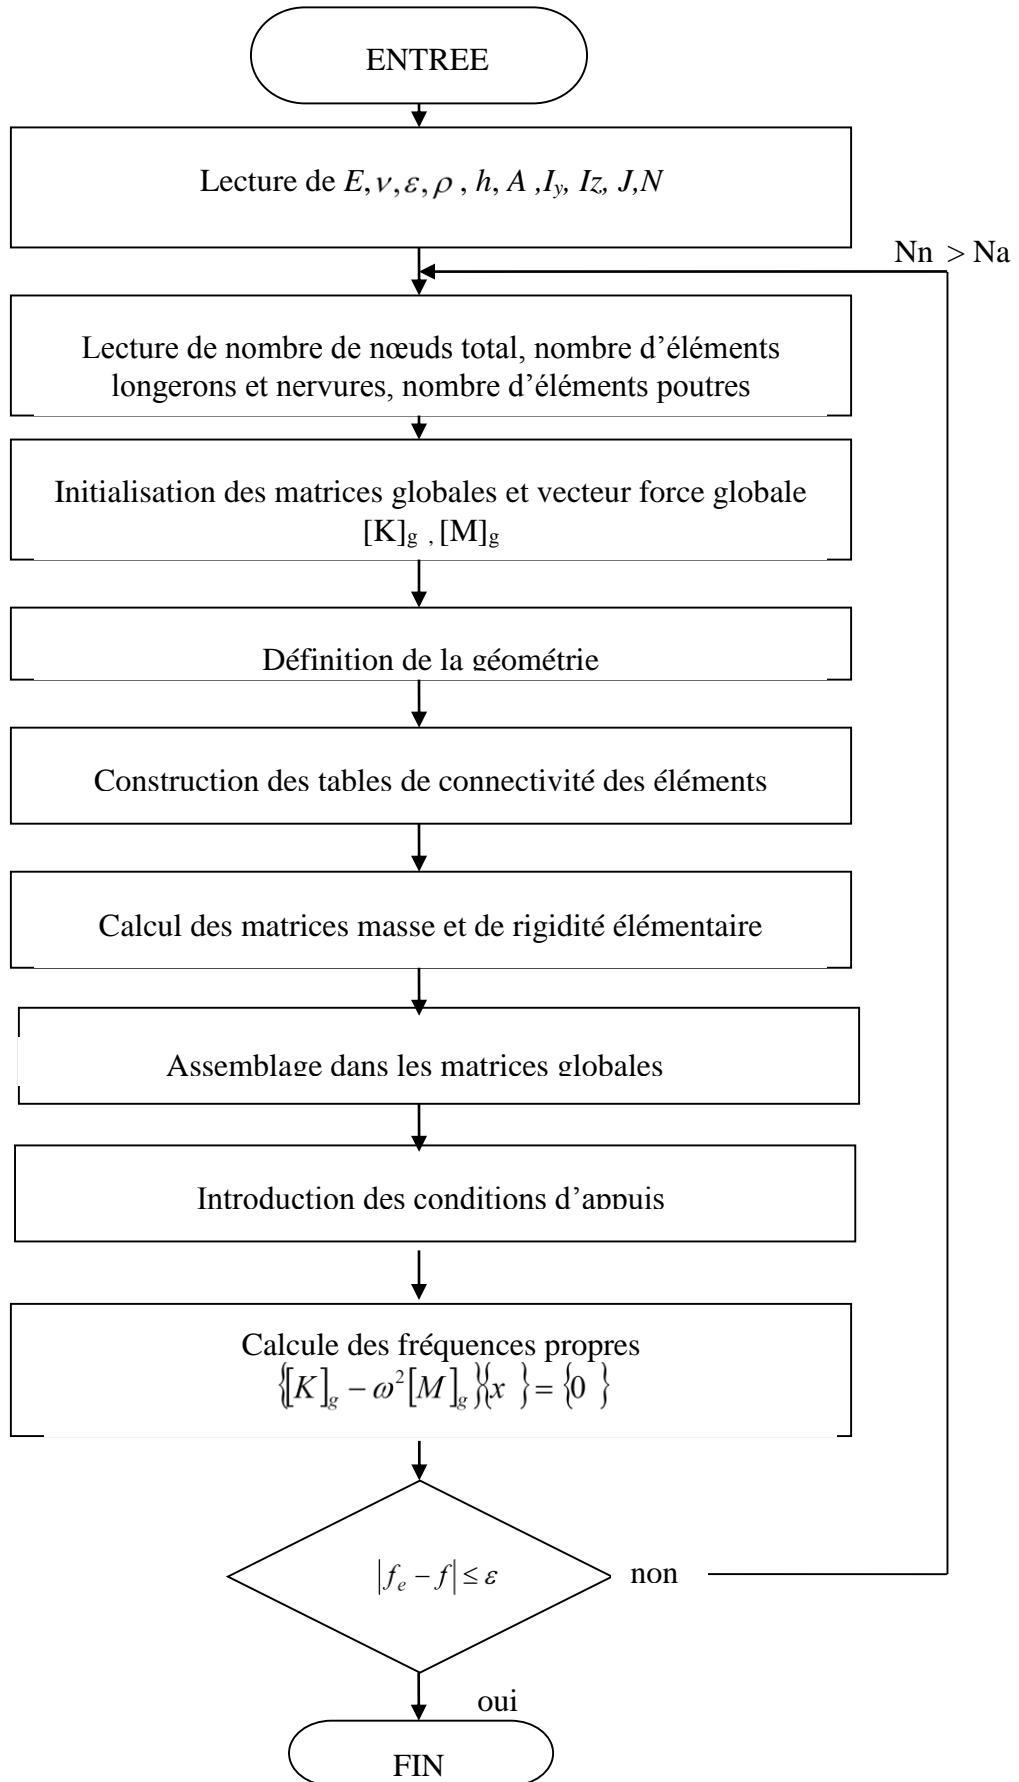 ENTREE
Lecture de E, ν, ε, ρ , h, A ,Iy, Iz, J,N
Nn > Na
Lecture de nombre de nœuds total, nombre d’éléments
longerons et nervures, nombre d’éléments poutres
Initialisation des matrices globales et vecteur force globale
[K]g , [M]g
Définition de la géométrie
Construction des tables de connectivité des éléments
Calcul des matrices masse et de rigidité élémentaire
Assemblage dans les matrices globales
Introduction des conditions d’appuis
Calcule des fréquences propres
{[K]g − ω²[M]g}{x } = {0 }
|fe − f| ≤ ε
non
oui
FIN